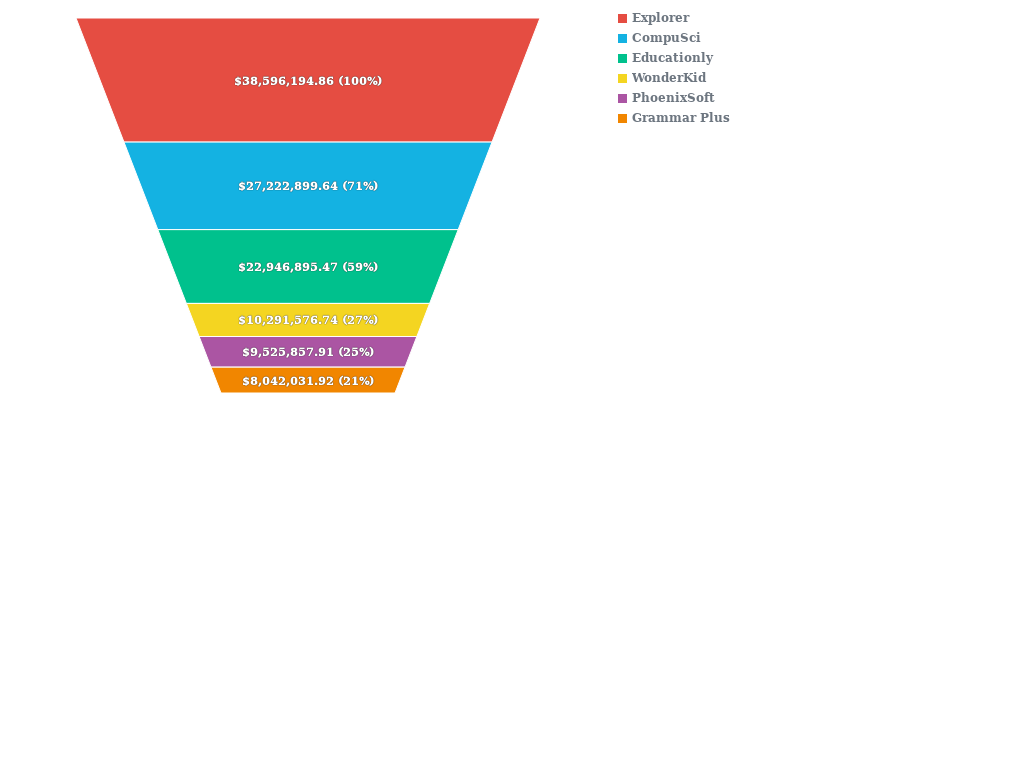 $38,596,194.86 (100%)
$27,222,899.64 (71%)
$22,946,895.47 (59%)
$10,291,576.74 (27%)
$9,525,857.91 (25%)
$8,042,031.92 (21%)
Explorer
CompuSci
Educationly
WonderKid
PhoenixSoft
Grammar Plus